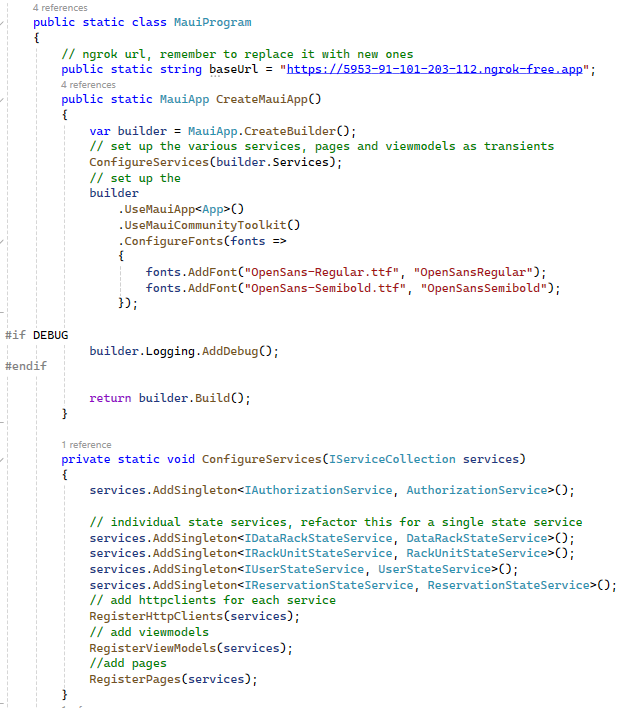 4 references
public static class MauiProgram
{
// ngrok url, remember to replace it with new ones
public static string baseUrl = "https://5953-91-101-203-112.ngrok-free.app";
4 references
public static MauiApp CreateMauiApp()
{
var builder = MauiApp.CreateBuilder();
// set up the various services, pages and viewmodels as transients
ConfigureServices(builder.Services);
// set up the
builder
.UseMauiApp<App>()
.UseMauiCommunityToolkit()
.ConfigureFonts(fonts =>
{
fonts.AddFont("OpenSans-Regular.ttf", "OpenSansRegular");
fonts.AddFont("OpenSans-Semibold.ttf", "OpenSansSemibold");
});
#if DEBUG
builder.Logging.AddDebug();
#endif
return builder.Build();
}
1 reference
private static void ConfigureServices(IServiceCollection services)
{
services.AddSingleton<IAuthorizationService, AuthorizationService>();
// individual state services, refactor this for a single state service
services.AddSingleton<IDataRackStateService, DataRackStateService>();
services.AddSingleton<IRackUnitStateService, RackUnitStateService>();
services.AddSingleton<IUserStateService, UserStateService>();
services.AddSingleton<IReservationStateService, ReservationStateService>();
// add httpclients for each service
RegisterHttpClients(services);
// add viewmodels
RegisterViewModels(services);
//add pages
RegisterPages(services);
}